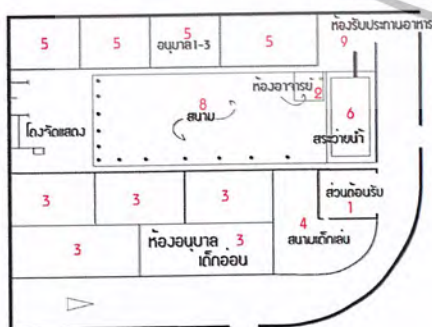 ห้องรับประทานอาหาร
5 5 5 5 9
อนุบาล1-3
ห้องอาจารย์ 2
8
สนาม
6
สระว่ายน้ำ
โถงจัดแสดง
3 3 3
ส่วนต้อนรับ
1
4
สนามเด็กเล่น
3
ห้องอนุบาล 3
เด็กอ่อน